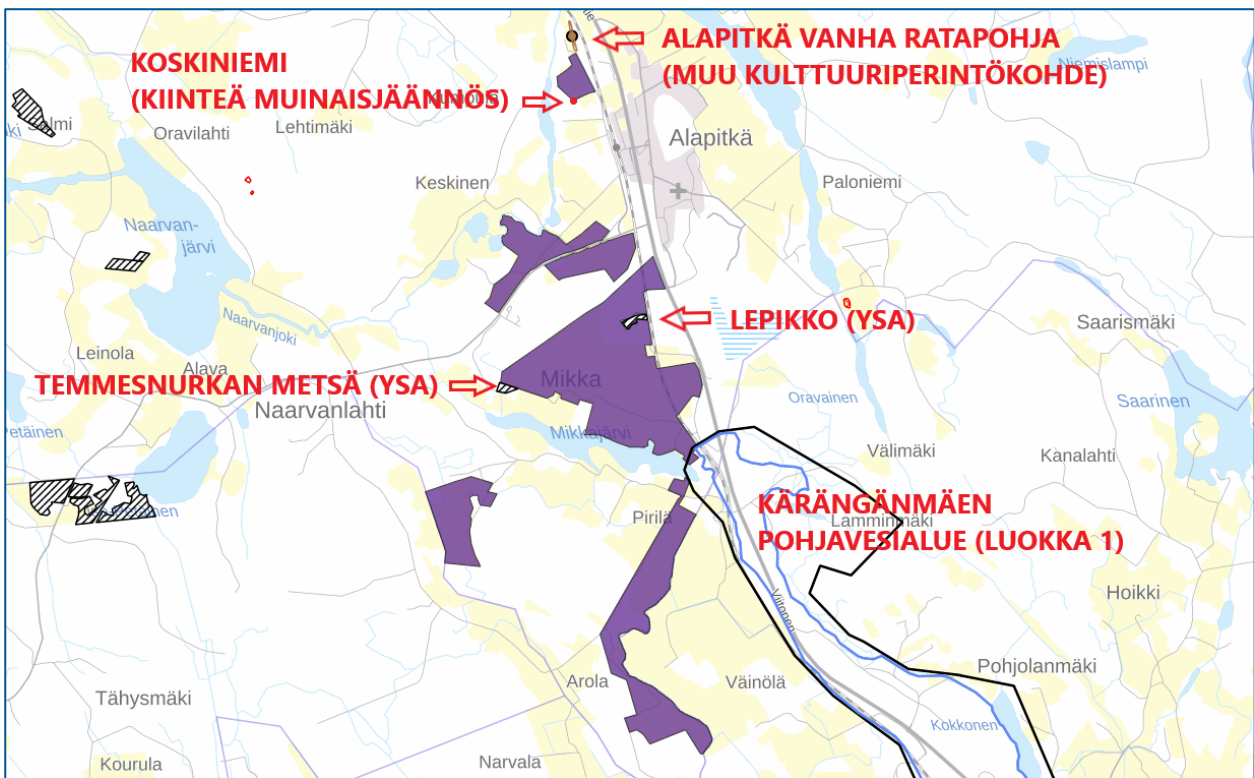 ALAPITKÄ VANHA RATAPOHJA
(MUU KULTTUURIPERINTÖKOHDE)
KOSKINIEMI
(KIINTEÄ MUINAISJÄÄNNÖS)
Niemislampi
Oravilahti
Lehtimäki
Alapitkä
Keskinen
Paloniemi
Naarvan-
järvi
Naarvanjoki
LEPIKKO (YSA)
Saarismäki
Leinola
Alava
TEMMESNURKAN METSÄ (YSA)
Mikka
Naarvanlahti
Oravainen
Saarinen
Petäinen
Mikkajärvi
Välimäki
Kanalahti
KÄRÄNGÄNMÄEN
Pirilä
Lamminmäki
POHJAVESIALUE (LUOKKA 1)
Hoikki
Viitonen
Pohjolanmäki
Arola
Väinölä
Tähysmäki
Kokkonen
Kourula
Narvala